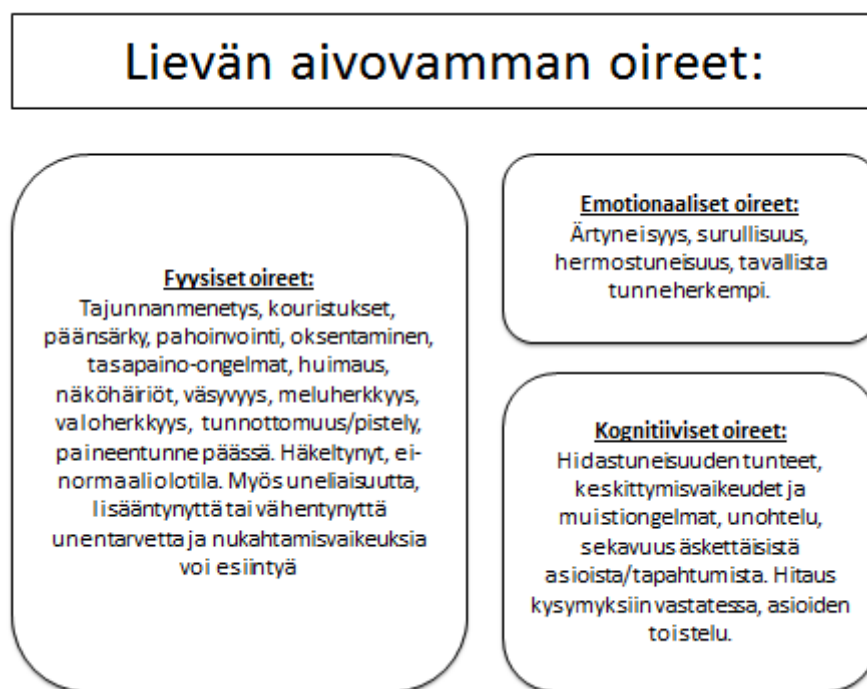 Lievän aivovamman oireet:
Fyysiset oireet:
Tajunnanmenetys, kouristukset,
päänsärky, pahoinvointi, oksentaminen,
tasapaino-ongelmat, huimaus,
näköhäiriöt, väsyvyys, meluherkkyys,
valoherkkyys, tunnottomuus/pistely,
paineentunne päässä. Häkeltynyt, ei-
normaali olotila. Myös uneliaisuutta,
lisääntynyttä tai vähentynyttä
unentarvetta ja nukahtamisvaikeuksia
voi esiintyä
Emotionaaliset oireet:
Ärtyneisyys, surullisuus,
hermostuneisuus, tavallista
tunneherkempi.
Kognitiiviset oireet:
Hidastuneisuuden tunteet,
keskittymisvaikeudet ja
muistiongelmat, unohtelu,
sekavuus äskettäisistä
asioista/tapahtumista. Hitaus
kysymyksiin vastatessa, asioiden
toistelu.